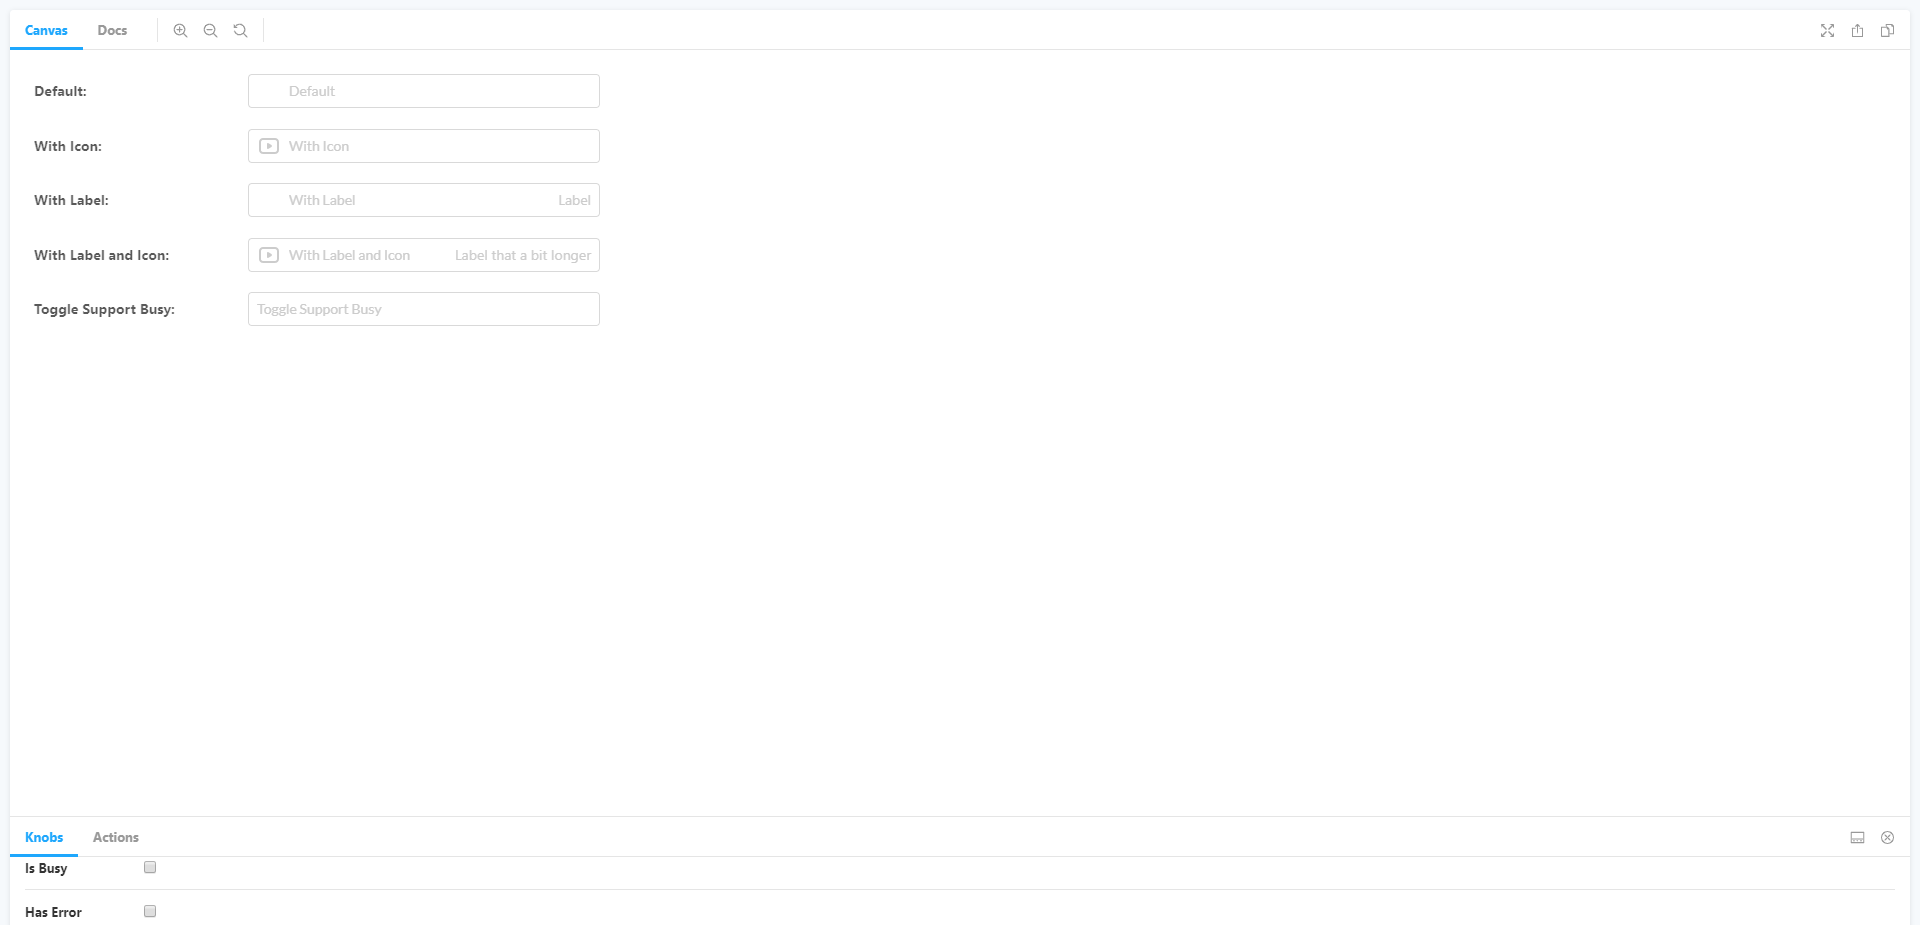 Canvas Docs
Default: Default
With Icon: With Icon
With Label: With Label Label
With Label and Icon: With Label and Icon Label that a bit longer
Toggle Support Busy: Toggle Support Busy
Knobs Actions
Is Busy
Has Error